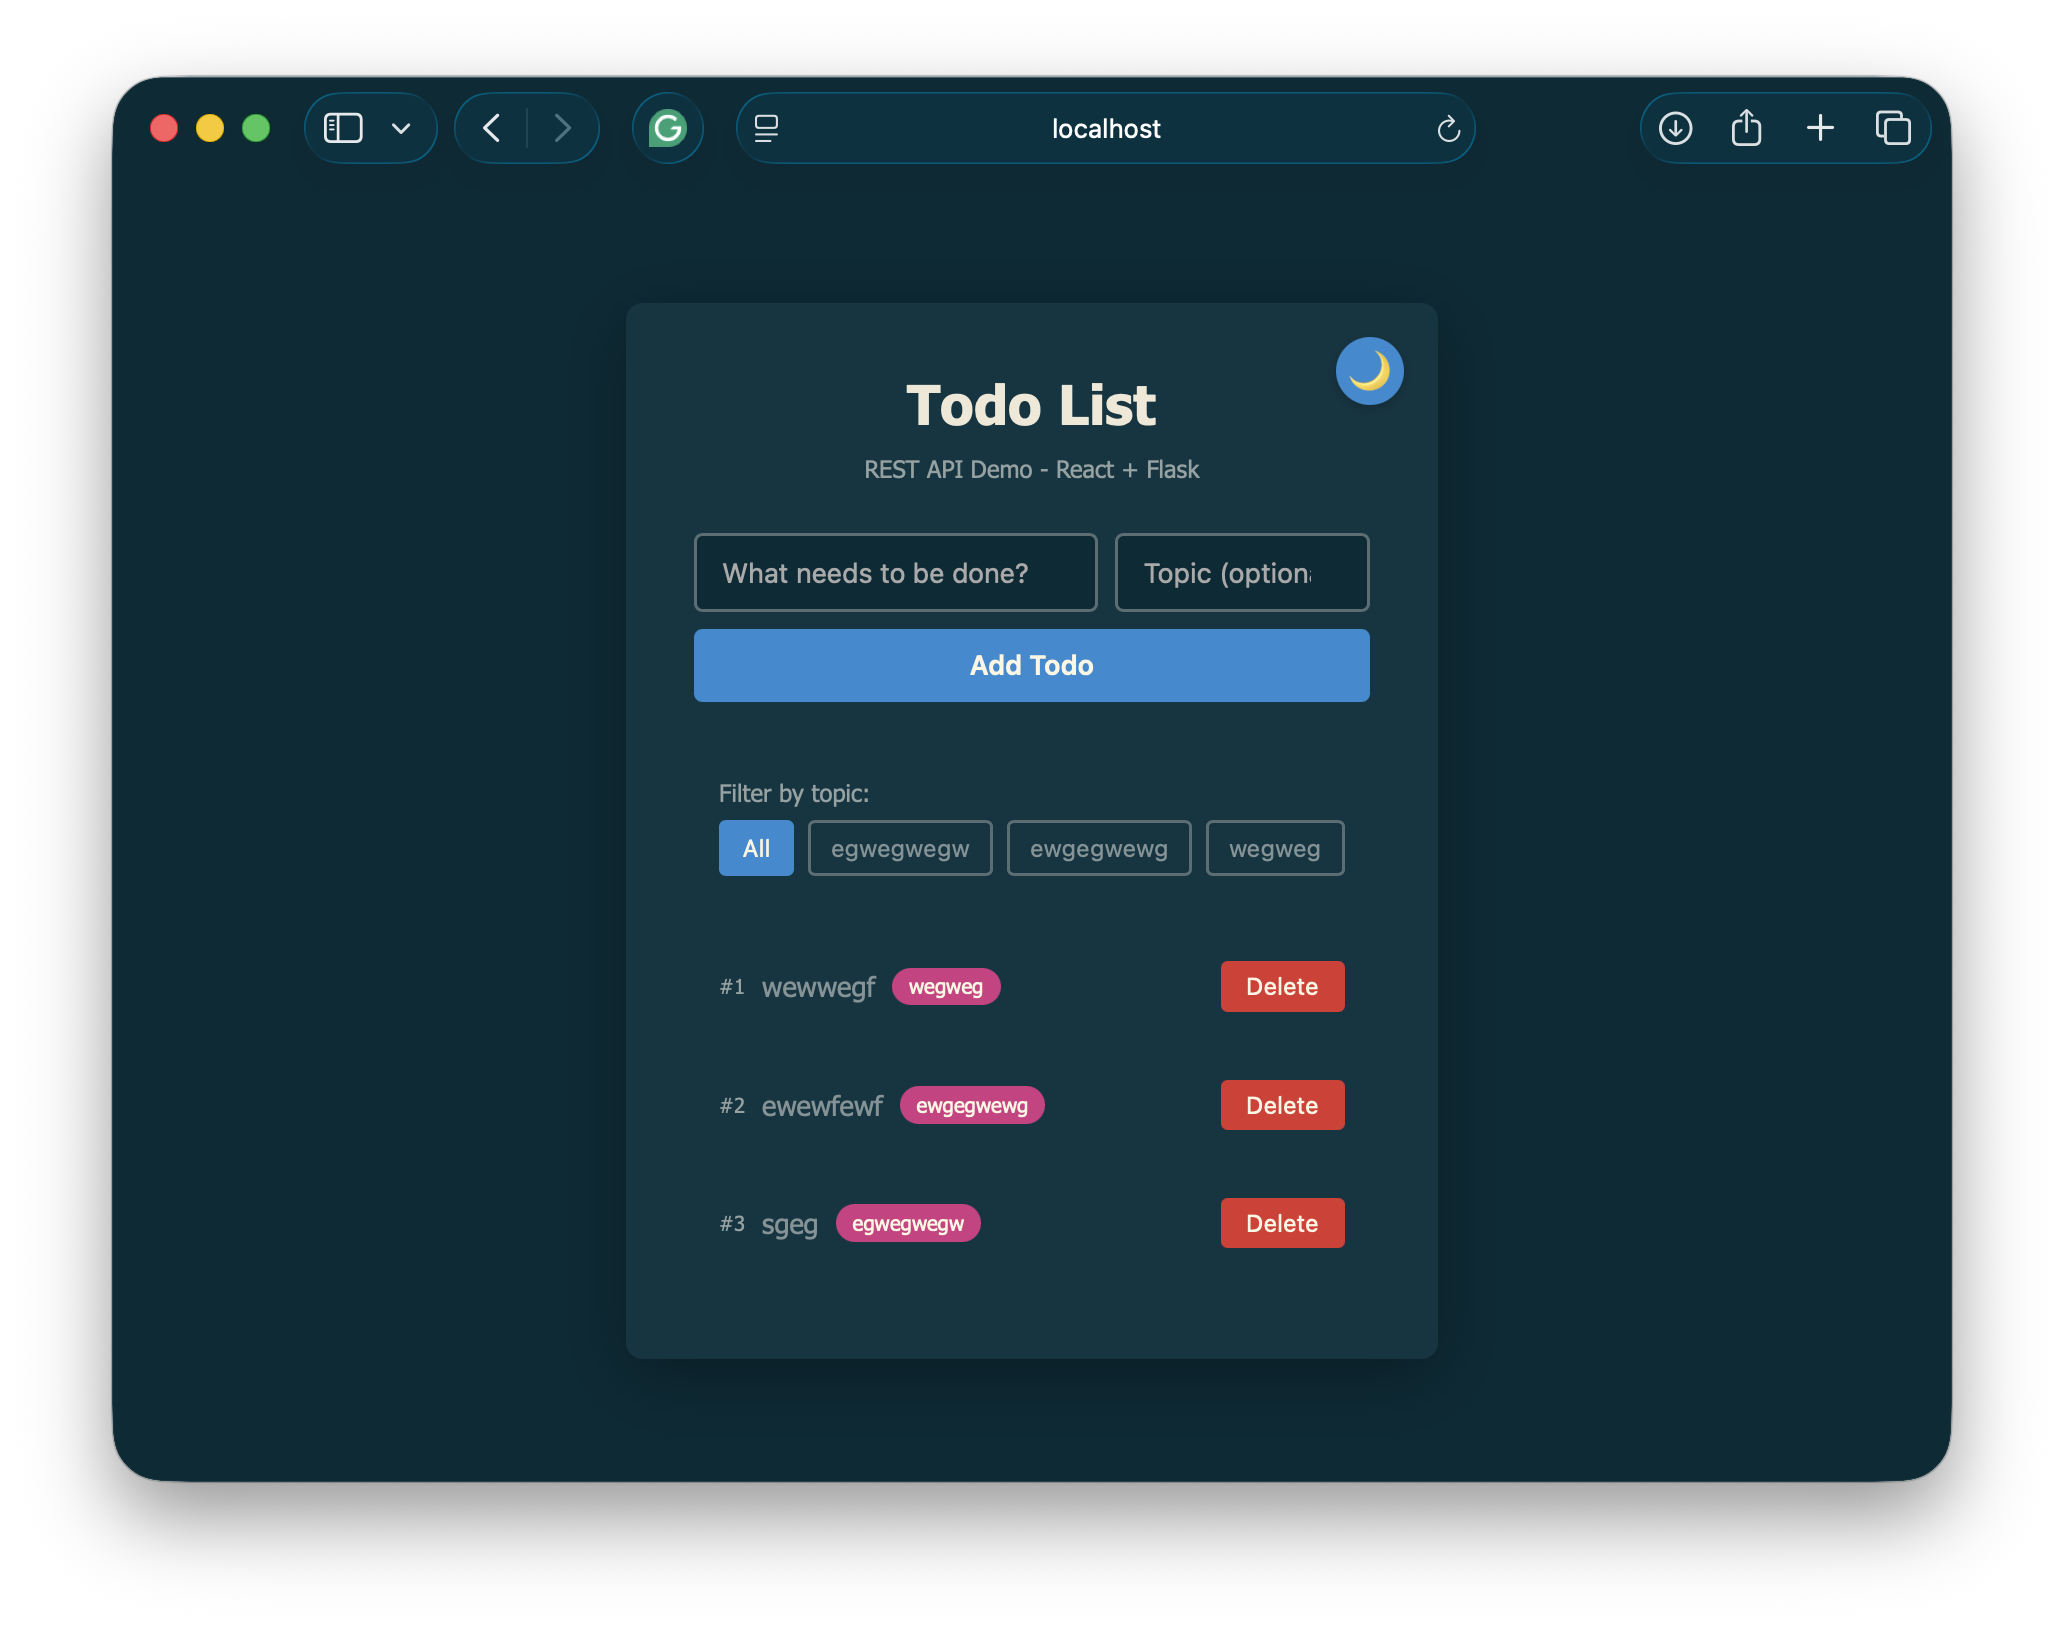 localhost
Todo List
REST API Demo - React + Flask
What needs to be done? Topic (option
Add Todo
Filter by topic:
All egwegwegw ewgegwewg wegweg
#1 wewwegf wegweg Delete
#2 ewewfewf ewgegwewg Delete
#3 sgeg egwegwegw Delete